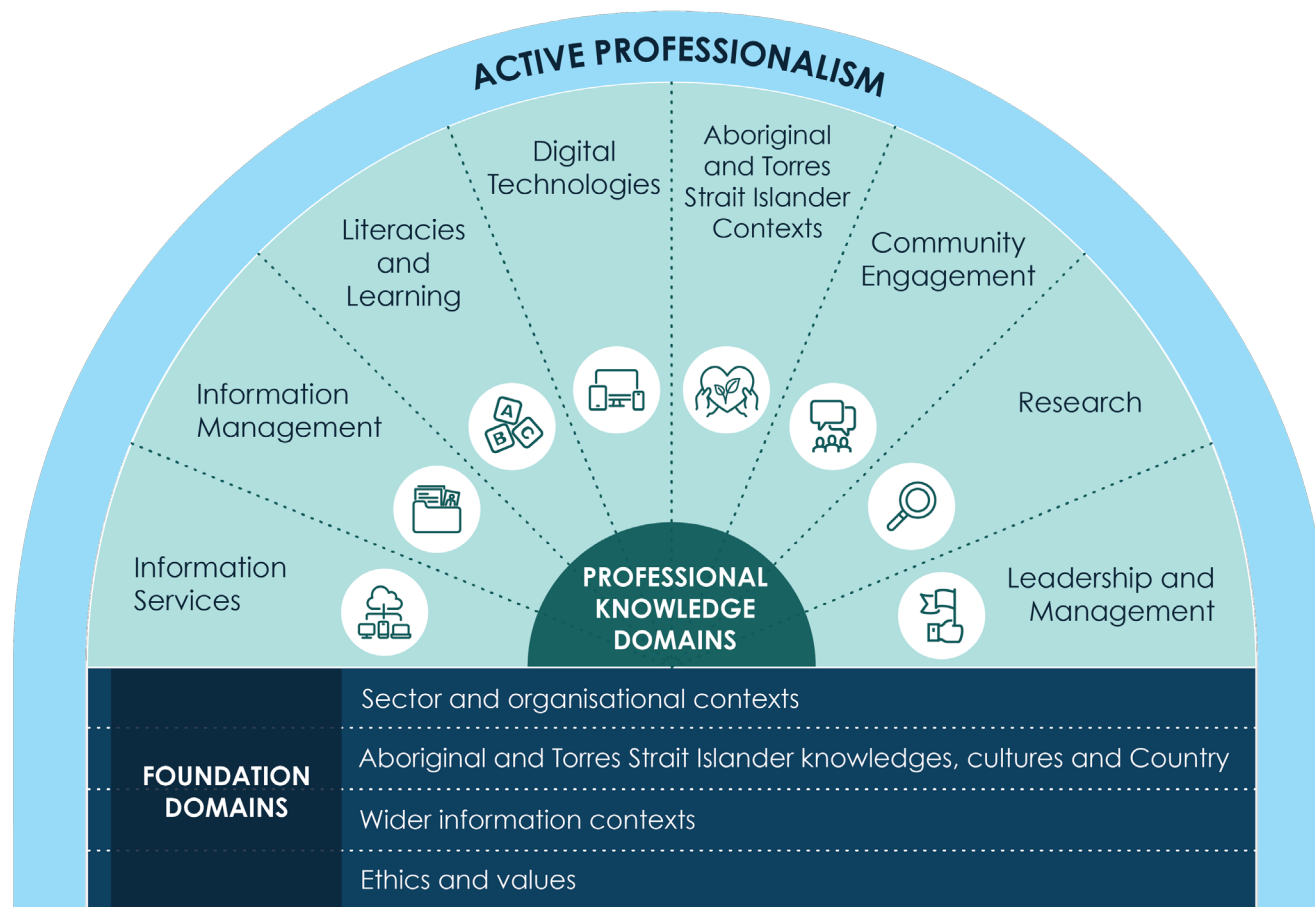 ACTIVE PROFESSIONALISM
Information
Services
Information
Management
Literacies
and
Learning
Digital
Technologies
Aboriginal
and Torres
Strait Islander
Contexts
Community
Engagement
Research
Leadership and
Management
A
B C
PROFESSIONAL
KNOWLEDGE
DOMAINS
FOUNDATION
DOMAINS
Sector and organisational contexts
Aboriginal and Torres Strait Islander knowledges, cultures and Country
Wider information contexts
Ethics and values